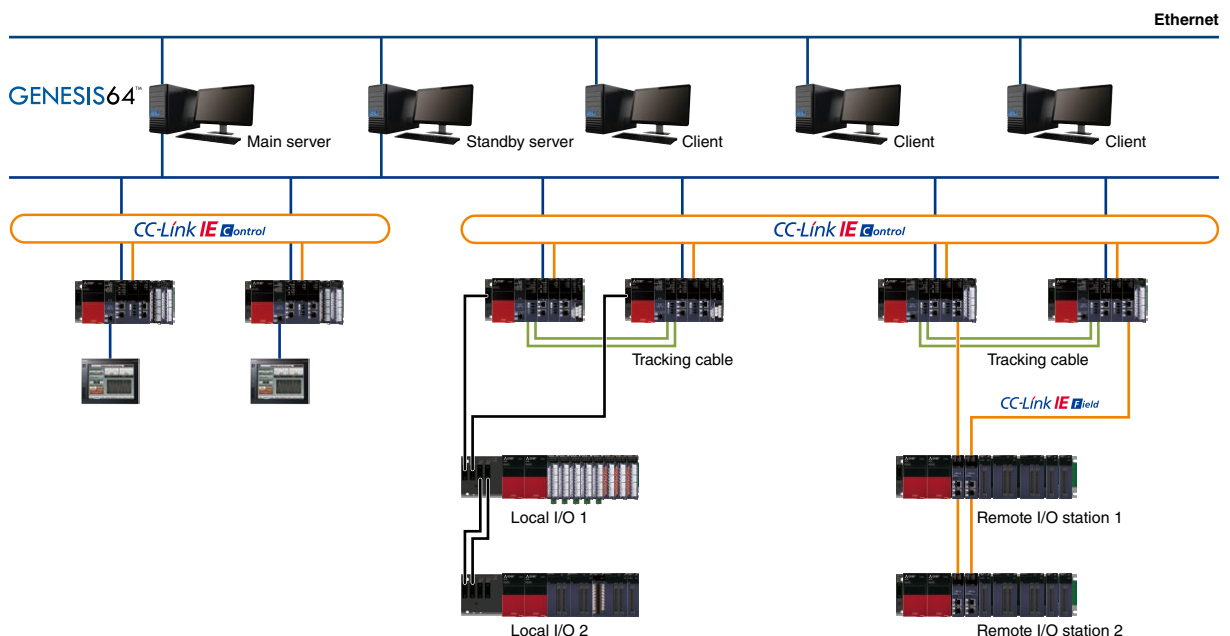 Ethernet
GENESIS64™
Main server
Standby server
Client
Client
Client
CC-Link IE Control
CC-Link IE Control
Tracking cable
Tracking cable
CC-Link IE Field
Local I/O 1
Remote I/O station 1
Local I/O 2
Remote I/O station 2